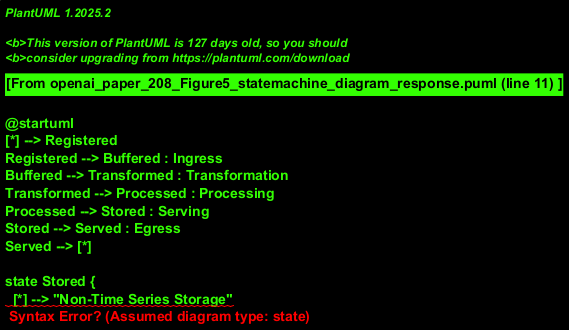 PlantUML 1.2025.2
<b>This version of PlantUML is 127 days old, so you should
<b>consider upgrading from https://plantuml.com/download
[From openai_paper_208_Figure5_statemachine_diagram_response.puml (line 11) ]
@startuml
[*] --> Registered
Registered --> Buffered : Ingress
Buffered --> Transformed : Transformation
Transformed --> Processed : Processing
Processed --> Stored : Serving
Stored --> Served : Egress
Served --> [*]
state Stored {
[*] --> "Non-Time Series Storage"
Syntax Error? (Assumed diagram type: state)